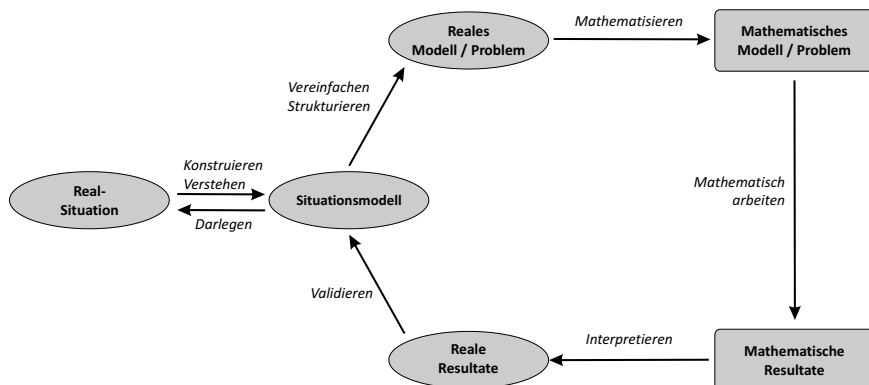 Reales
Modell / Problem
Mathematisieren
Mathematisches
Modell / Problem
Vereinfachen
Strukturieren
Konstruieren
Verstehen
Real-
Situation
Situationsmodell
Darlegen
Mathematisch
arbeiten
Validieren
Reale
Resultate
Interpretieren
Mathematische
Resultate